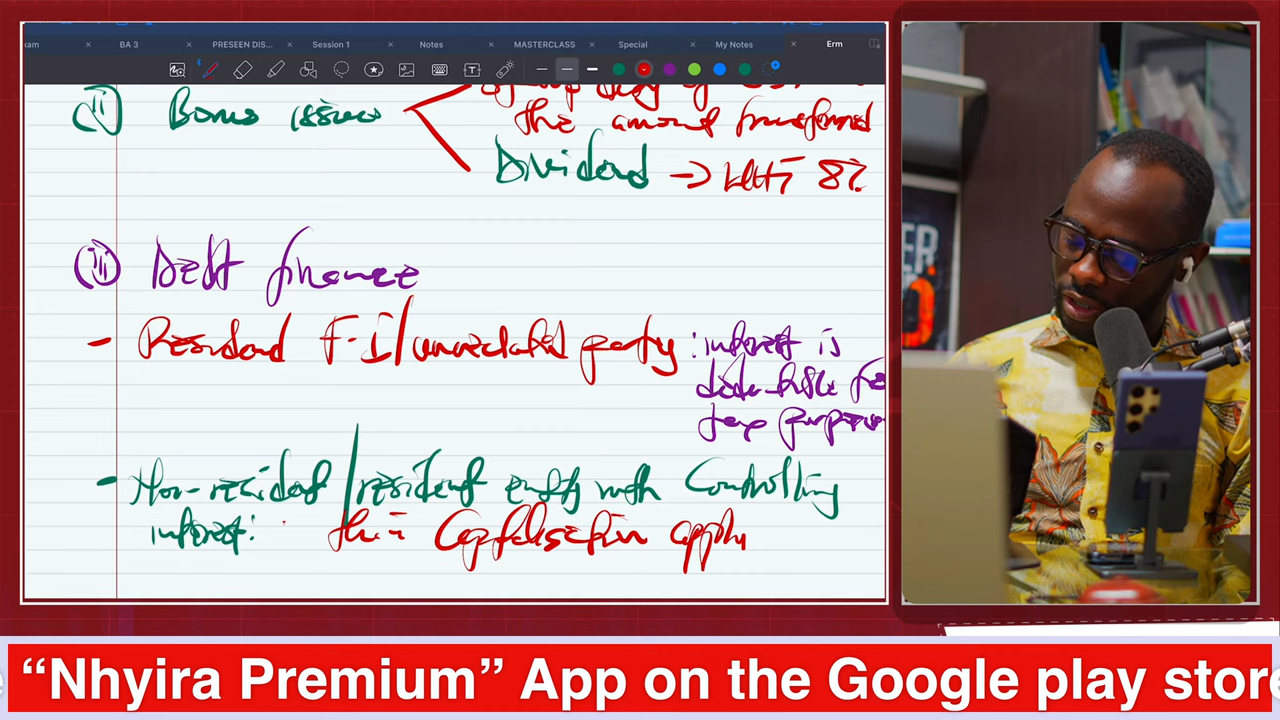 am
BA 3
PRESEEN DIS...
Session 1
Notes
MASTERCLASS
Special
My Notes
Erm
(ii) Bonus issues
the amount transferred
Dividend → WHT 8%
(iii) Debt finance
- Resident F-I/unrelated party : interest is
deductible for
tax purposes
- Non-resident/resident entity with Controlling
interest: thin Capitalisation apply
“Nhyira Premium” App on the Google play store